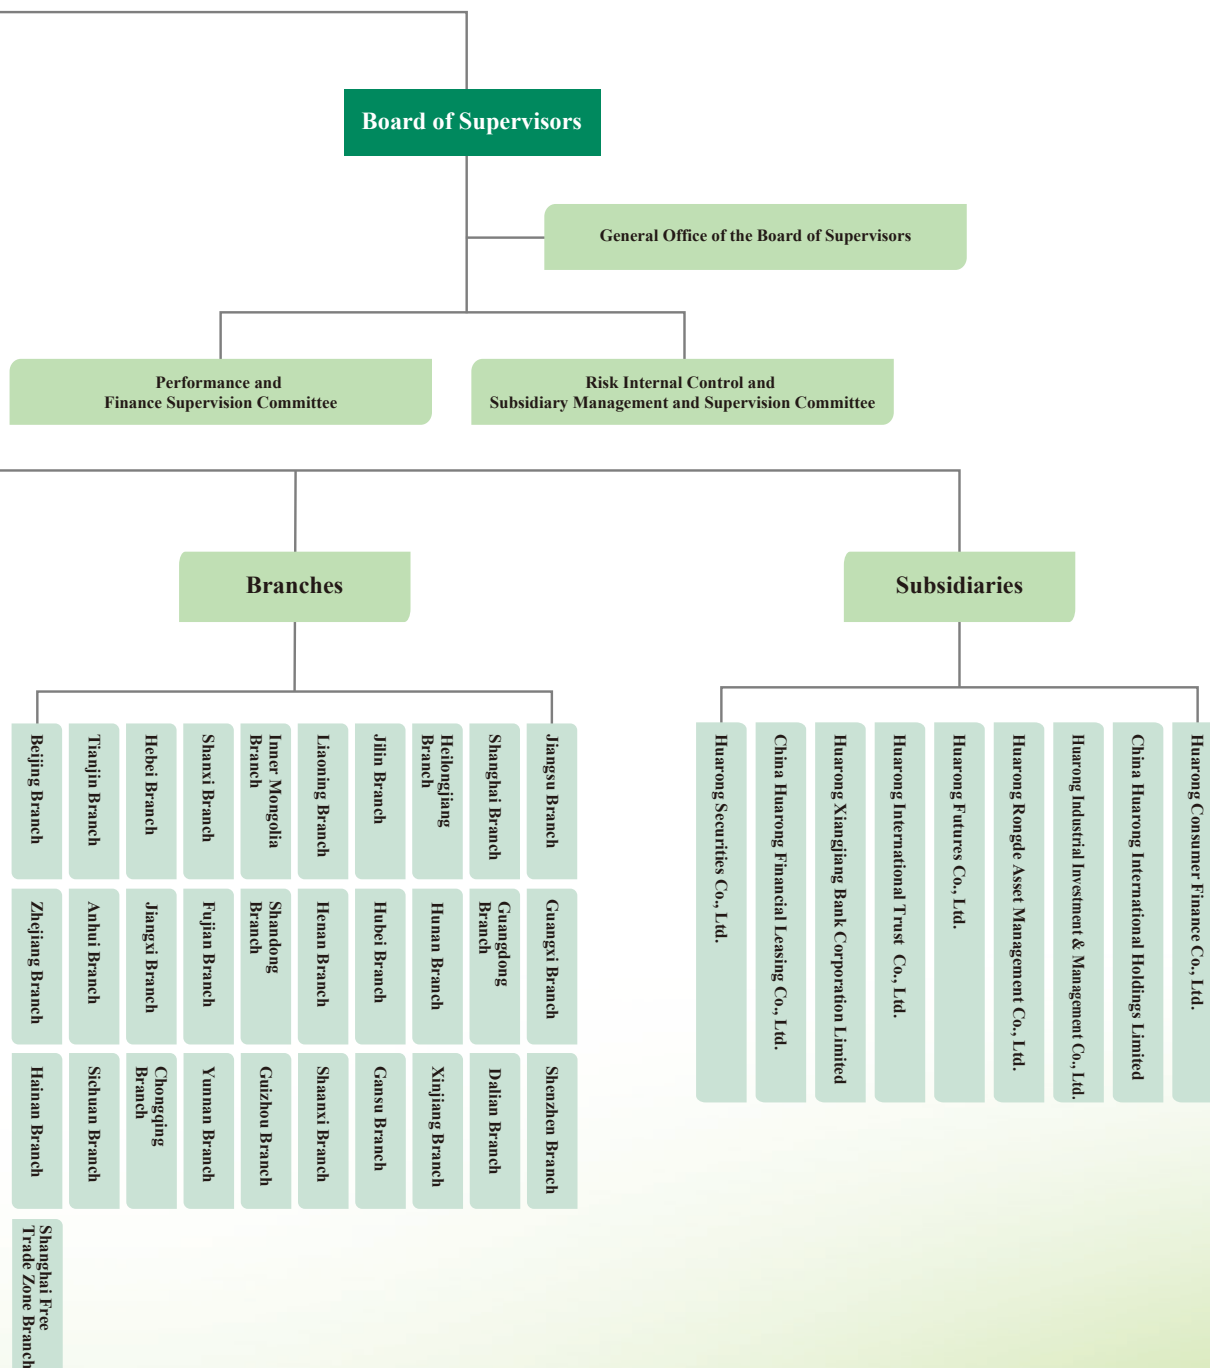 Board of Supervisors
General Office of the Board of Supervisors
Performance and
Finance Supervision Committee
Risk Internal Control and
Subsidiary Management and Supervision Committee
Branches
Subsidiaries
Beijing Branch
Tianjin Branch
Hebei Branch
Shanxi Branch
Inner Mongolia
Branch
Liaoning Branch
Jilin Branch
Heilongjiang
Branch
Shanghai Branch
Jiangsu Branch
Zhejiang Branch
Anhui Branch
Jiangxi Branch
Fujian Branch
Shandong
Branch
Henan Branch
Hubei Branch
Hunan Branch
Guangdong
Branch
Guangxi Branch
Hainan Branch
Sichuan Branch
Chongqing
Branch
Yunnan Branch
Guizhou Branch
Shaanxi Branch
Gansu Branch
Xinjiang Branch
Dalian Branch
Shenzhen Branch
Shanghai Free
Trade Zone Branch
Huarong Securities Co., Ltd.
China Huarong Financial Leasing Co., Ltd.
Huarong Xiangjiang Bank Corporation Limited
Huarong International Trust Co., Ltd.
Huarong Futures Co., Ltd.
Huarong Rongde Asset Management Co., Ltd.
Huarong Industrial Investment & Management Co., Ltd.
China Huarong International Holdings Limited
Huarong Consumer Finance Co., Ltd.